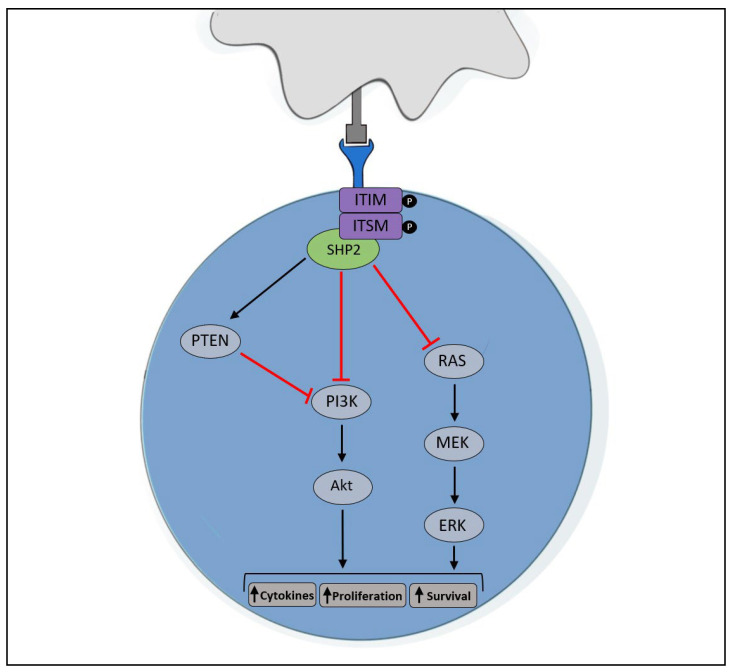 ITIM P
ITSM P
SHP2
PTEN
RAS
PI3K
MEK
Akt
ERK
Cytokines Proliferation Survival